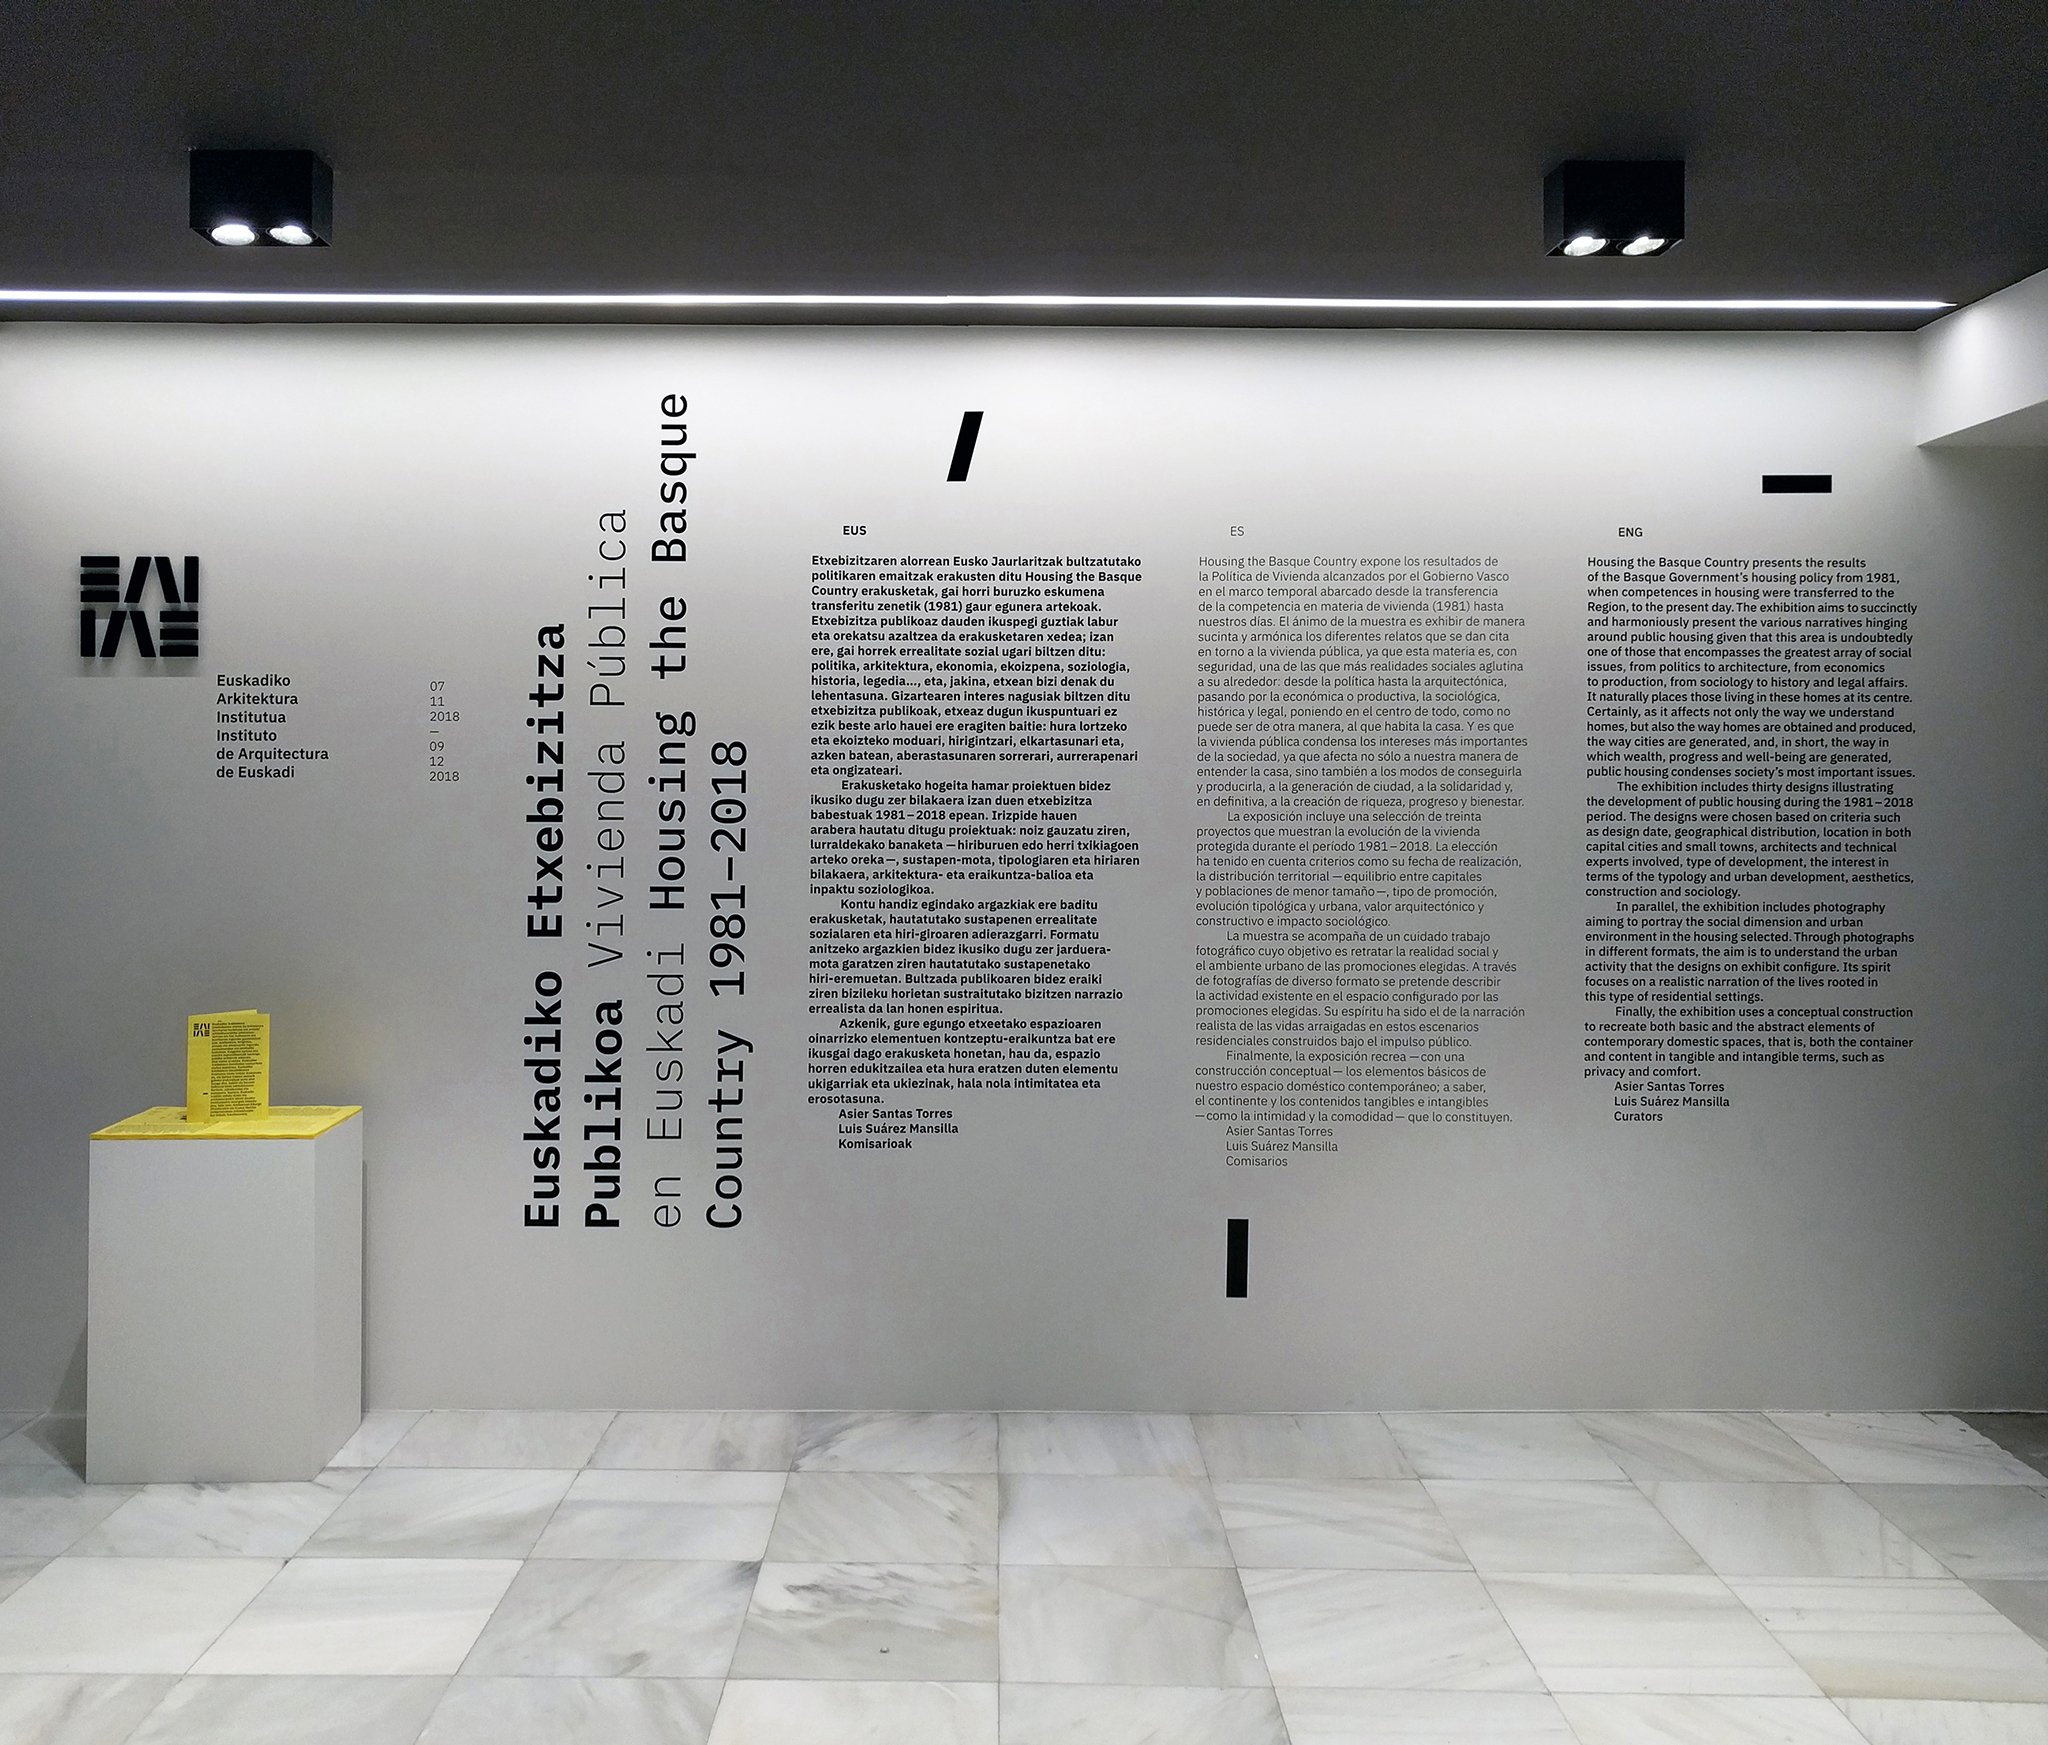 Euskadiko
Arkitektura
Institutua
Instituto
de Arquitectura
de Euskadi
07
11
2018
—
09
12
2018
Euskadiko Etxebizitza
Publikoa Vivienda Pública
en Euskadi Housing the Basque
Country 1981–2018
EUS
Etxebizitzaren alorrean Eusko Jaurlaritzak bultzatutako
politikaren emaitzak erakusten ditu Housing the Basque
Country erakusketak, gai horri buruzko eskumena
transferitu zenetik (1981) gaur egunera artekoak.
Etxebizitza publikoaz dauden ikuspegi guztiak labur
eta orekatsu azaltzea da erakusketaren xedea; izan
ere, gai horrek errealitate sozial ugari biltzen ditu:
politika, arkitektura, ekonomia, ekoizpena, soziologia,
historia, legedia..., eta, jakina, etxean bizi denak du
lehentasuna. Gizartearen interes nagusiak biltzen ditu
etxebizitza publikoak, etxeaz dugun ikuspuntuari ez
ezik beste arlo hauei ere eragiten baitie: hura lortzeko
eta ekoizteko moduari, hirigintzari, elkartasunari eta,
azken batean, aberastasunaren sorrerari, aurrerapenari
eta ongizateari.
Erakusketako hogeita hamar proiektuen bidez
ikusiko dugu zer bilakaera izan duen etxebizitza
babestuak 1981–2018 epean. Irizpide hauen
arabera hautatu ditugu proiektuak: noiz gauzatu ziren,
lurraldekako banaketa —hiriburuen edo herri txikiagoen
arteko oreka—, sustapen-mota, tipologiaren eta hiriaren
bilakaera, arkitektura- eta eraikuntza-balioa eta
inpaktu soziologikoa.
Kontu handiz egindako argazkiak ere baditu
erakusketak, hautatutako sustapenen errealitate
sozialaren eta hiri-giroaren adierazgarri. Formatu
anitzeko argazkien bidez ikusiko dugu zer jarduera-
mota garatzen ziren hautatutako sustapenetako
hiri-eremuetan. Bultzada publikoaren bidez eraiki
ziren bizileku horietan sustraitutako bizitzen narrazio
errealista da lan honen espiritua.
Azkenik, gure egungo etxeetako espazioaren
oinarrizko elementuen kontzeptu-eraikuntza bat ere
ikusgai dago erakusketa honetan, hau da, espazio
horren edukitzailea eta hura eratzen duten elementu
ukigarriak eta ukiezinak, hala nola intimitatea eta
erosotasuna.
Asier Santas Torres
Luis Suárez Mansilla
Komisarioak
ES
Housing the Basque Country expone los resultados de
la Política de Vivienda alcanzados por el Gobierno Vasco
en el marco temporal abarcado desde la transferencia
de la competencia en materia de vivienda (1981) hasta
nuestros días. El ánimo de la muestra es exhibir de manera
sucinta y armónica los diferentes relatos que se dan cita
en torno a la vivienda pública, ya que esta materia es, con
seguridad, una de las que más realidades sociales aglutina
a su alrededor: desde la política hasta la arquitectónica,
pasando por la económica o productiva, la sociológica,
histórica y legal, poniendo en el centro de todo, como no
puede ser de otra manera, al que habita la casa. Y es que
la vivienda pública condensa los intereses más importantes
de la sociedad, ya que afecta no sólo a nuestra manera de
entender la casa, sino también a los modos de conseguirla
y producirla, a la generación de ciudad, a la solidaridad y,
en definitiva, a la creación de riqueza, progreso y bienestar.
La exposición incluye una selección de treinta
proyectos que muestran la evolución de la vivienda
protegida durante el período 1981–2018. La elección
ha tenido en cuenta criterios como su fecha de realización,
la distribución territorial —equilibrio entre capitales
y poblaciones de menor tamaño—, tipo de promoción,
evolución tipológica y urbana, valor arquitectónico y
constructivo e impacto sociológico.
La muestra se acompaña de un cuidado trabajo
fotográfico cuyo objetivo es retratar la realidad social y
el ambiente urbano de las promociones elegidas. A través
de fotografías de diverso formato se pretende describir
la actividad existente en el espacio configurado por las
promociones elegidas. Su espíritu ha sido el de la narración
realista de las vidas arraigadas en estos escenarios
residenciales construidos bajo el impulso público.
Finalmente, la exposición recrea —con una
construcción conceptual— los elementos básicos de
nuestro espacio doméstico contemporáneo; a saber,
el continente y los contenidos tangibles e intangibles
—como la intimidad y la comodidad— que lo constituyen.
Asier Santas Torres
Luis Suárez Mansilla
Comisarios
ENG
Housing the Basque Country presents the results
of the Basque Government's housing policy from 1981,
when competences in housing were transferred to the
Region, to the present day. The exhibition aims to succinctly
and harmoniously present the various narratives hinging
around public housing given that this area is undoubtedly
one of those that encompasses the greatest array of social
issues, from politics to architecture, from economics
to production, from sociology to history and legal affairs.
It naturally places those living in these homes at its centre.
Certainly, as it affects not only the way we understand
homes, but also the way homes are obtained and produced,
the way cities are generated, and, in short, the way in
which wealth, progress and well-being are generated,
public housing condenses society's most important issues.
The exhibition includes thirty designs illustrating
the development of public housing during the 1981–2018
period. The designs were chosen based on criteria such
as design date, geographical distribution, location in both
capital cities and small towns, architects and technical
experts involved, type of development, the interest in
terms of the typology and urban development, aesthetics,
construction and sociology.
In parallel, the exhibition includes photography
aiming to portray the social dimension and urban
environment in the housing selected. Through photographs
in different formats, the aim is to understand the urban
activity that the designs on exhibit configure. Its spirit
focuses on a realistic narration of the lives rooted in
this type of residential settings.
Finally, the exhibition uses a conceptual construction
to recreate both basic and the abstract elements of
contemporary domestic spaces, that is, both the container
and content in tangible and intangible terms, such as
privacy and comfort.
Asier Santas Torres
Luis Suárez Mansilla
Curators